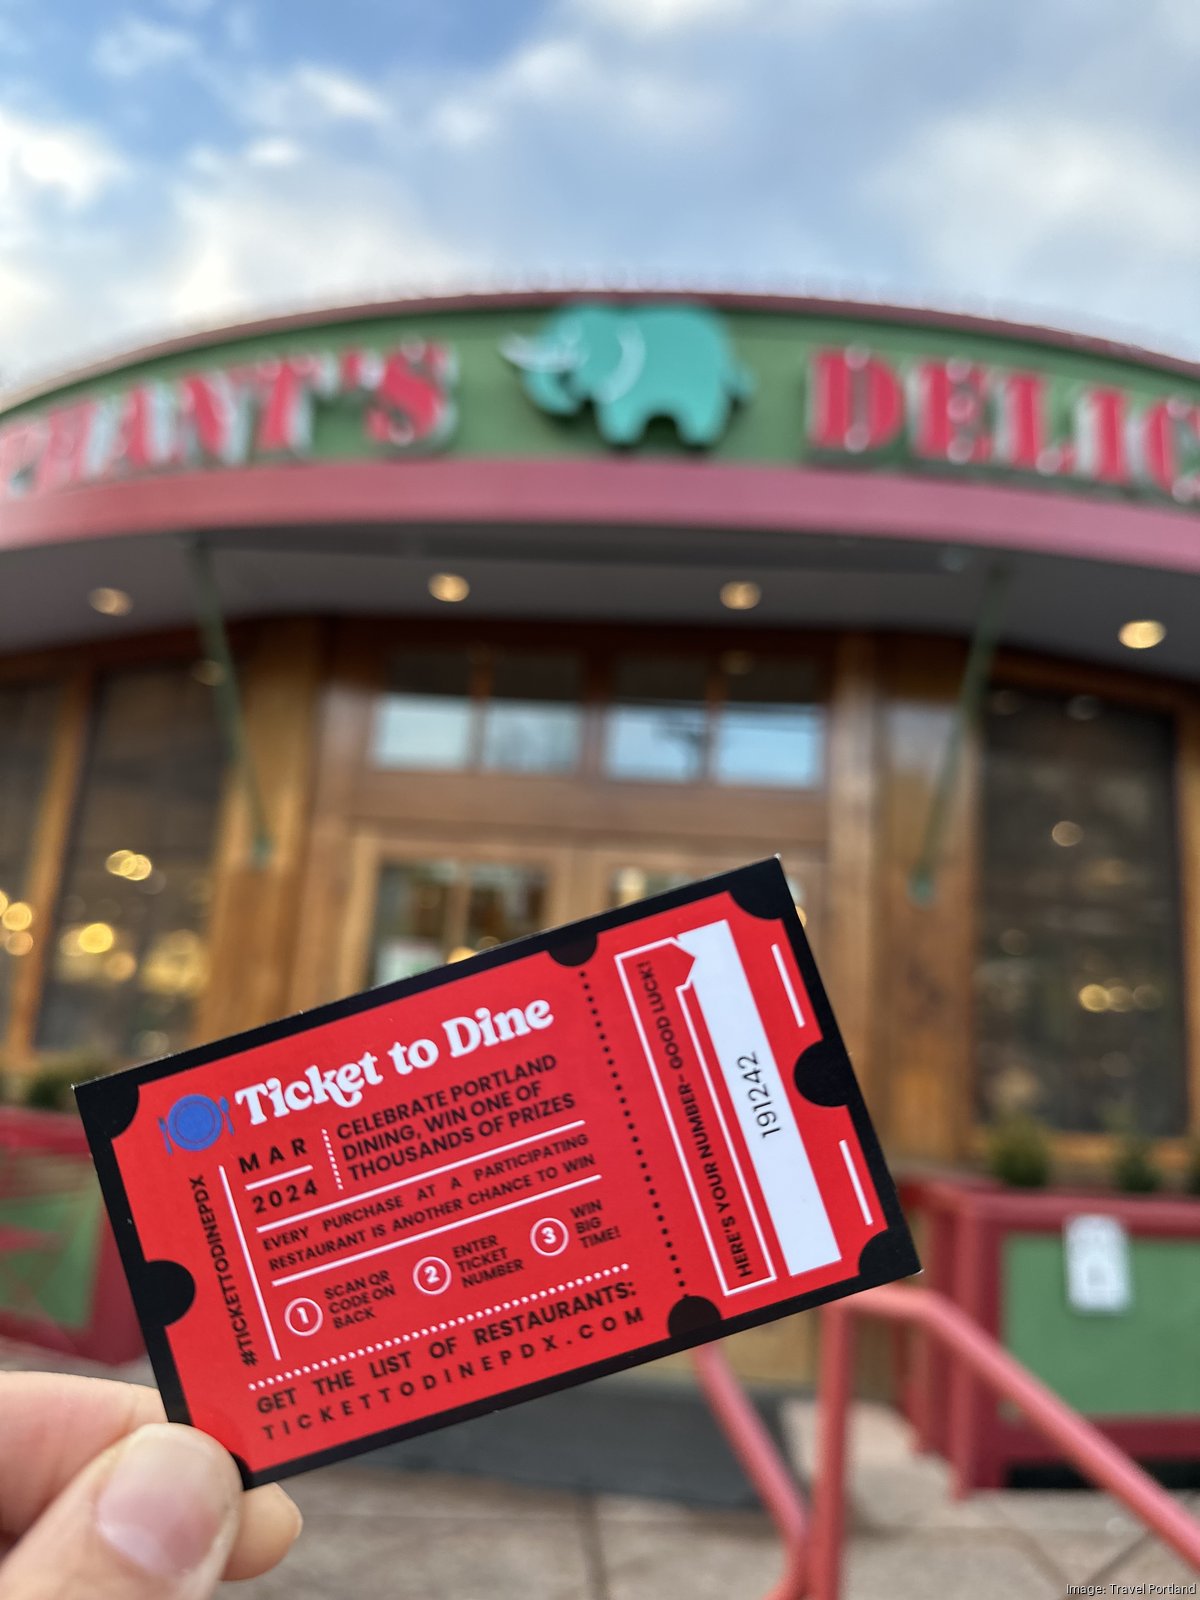 PHANT'S DELIC
Ticket to Dine
MAR
2024
CELEBRATE PORTLAND
DINING, WIN ONE OF
THOUSANDS OF PRIZES
EVERY PURCHASE AT A PARTICIPATING
RESTAURANT IS ANOTHER CHANCE TO WIN
1 SCAN QR
CODE ON
BACK
2 ENTER
TICKET
NUMBER
3 WIN
BIG
TIME!
GET THE LIST OF RESTAURANTS:
TICKETTODINEPDX.COM
#TICKETTODINEPDX
HERE'S YOUR NUMBER-GOOD LUCK!
191242
Image: Travel Portland